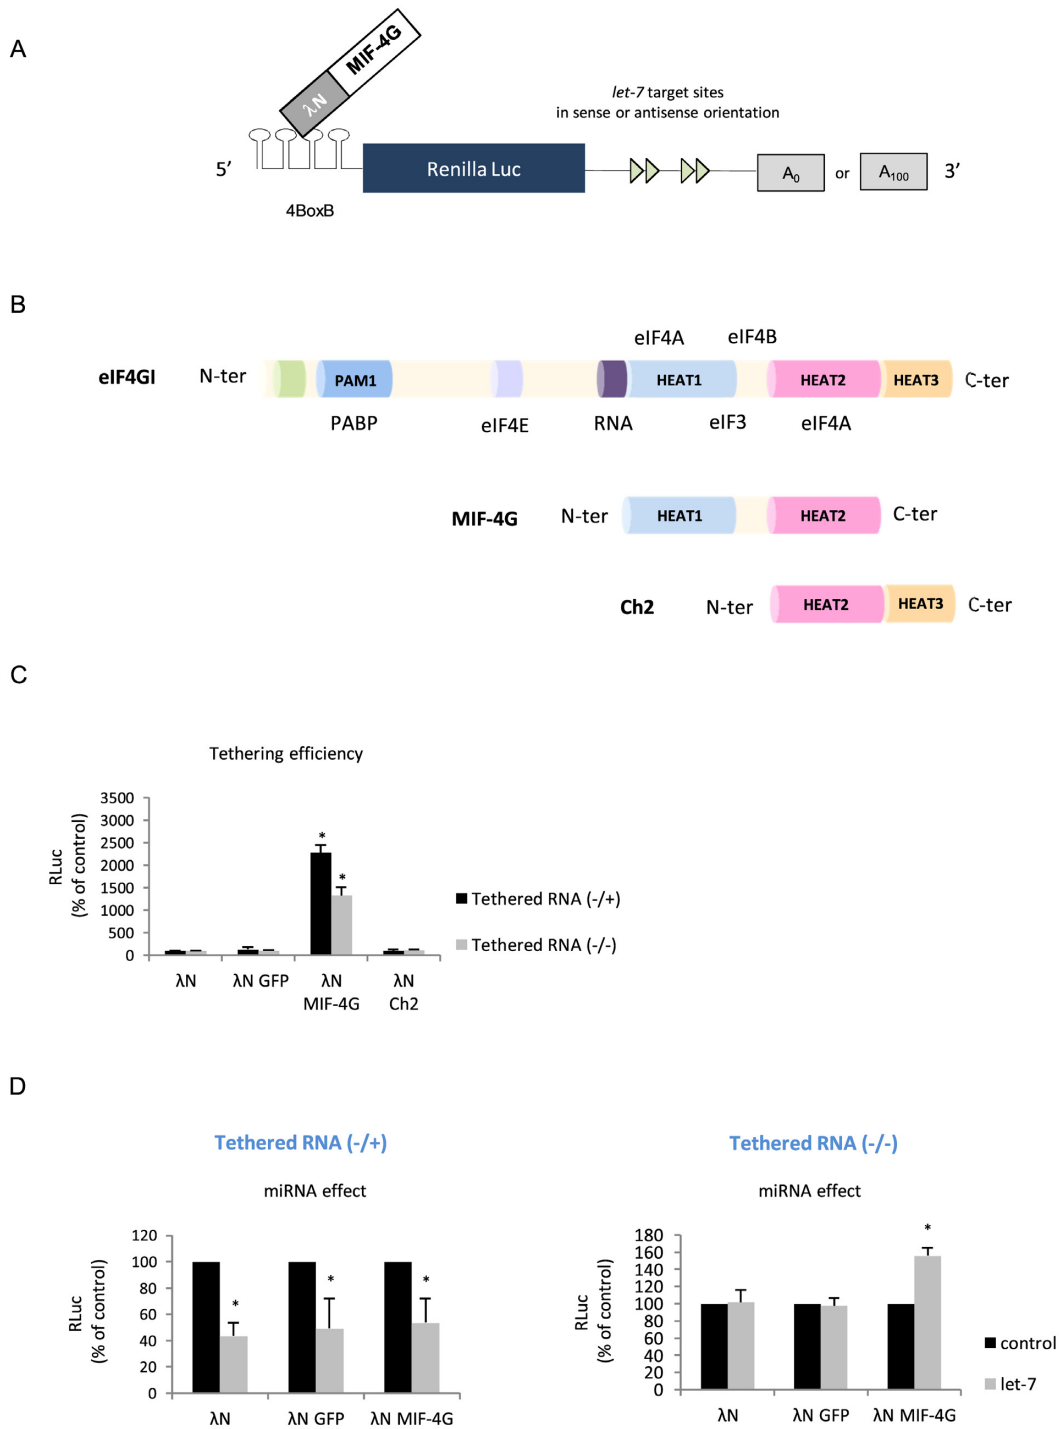 A
λN MIF-4G
let-7 target sites
in sense or antisense orientation
5’
Renilla Luc
A0
or
A100
3’
4BoxB
B
eIF4A
eIF4B
eIF4GI
N-ter
PAM1
HEAT1
HEAT2
HEAT3
C-ter
PABP
eIF4E
RNA
eIF3
eIF4A
MIF-4G
N-ter
HEAT1
HEAT2
C-ter
Ch2
N-ter
HEAT2
HEAT3
C-ter
C
Tethering efficiency
RLuc
(% of control)
3500
3000
2500
2000
1500
1000
500
0
*
*
λN
λN GFP
λN
MIF-4G
λN
Ch2
Tethered RNA (-/+)
Tethered RNA (-/-)
D
Tethered RNA (-/+)
miRNA effect
RLuc
(% of control)
120
100
80
60
40
20
0
*
*
*
λN
λN GFP
λN MIF-4G
Tethered RNA (-/-)
miRNA effect
RLuc
(% of control)
180
160
140
120
100
80
60
40
20
0
*
λN
λN GFP
λN MIF-4G
control
let-7